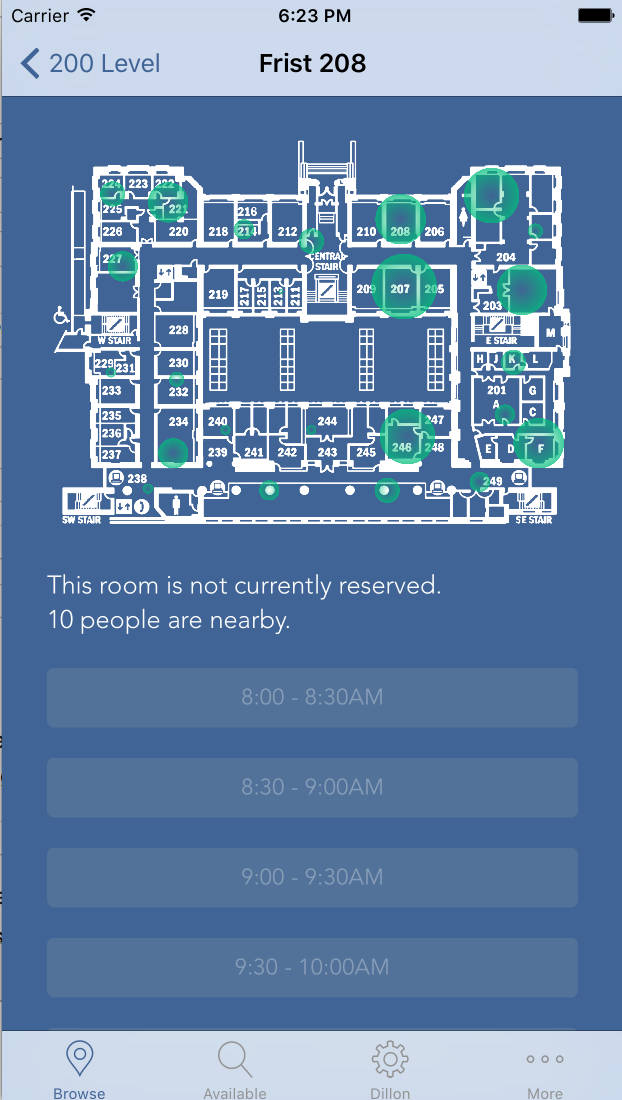 Carrier 6:23 PM
200 Level Frist 208
224 223 222
225 221 216
226 220 218 214 212 210 208 206
CENTRAL
STAIR
227 204
219 217 215 213 211 209 207 205
203
W STAIR 228 E STAIR M
229 231 230 H J K L
233 232 201 G
235 A C
236 234 240 244 247
237 239 241 242 243 245 246 248 E D F
238 249
SW STAIR SE STAIR
This room is not currently reserved.
10 people are nearby.
8:00 - 8:30AM
8:30 - 9:00AM
9:00 - 9:30AM
9:30 - 10:00AM
Browse Available Dillon More